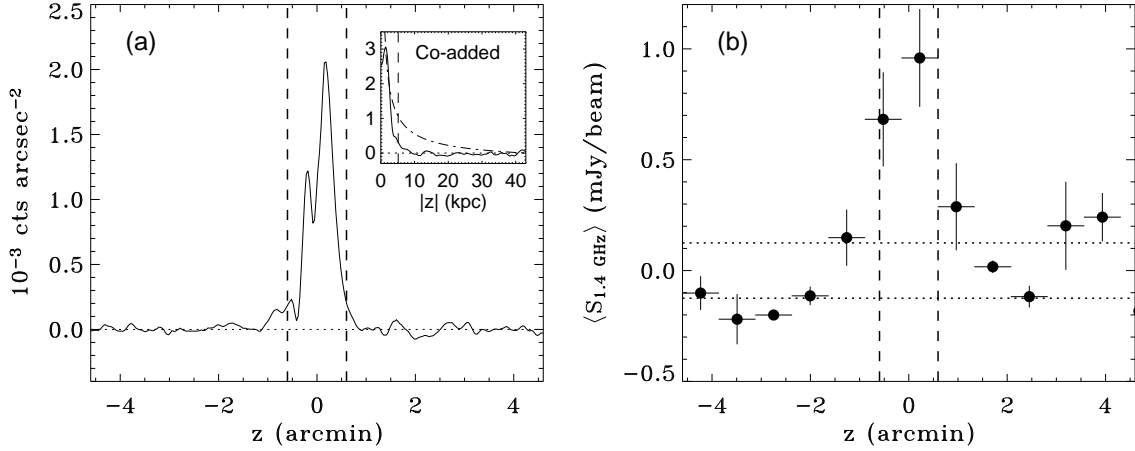 (a)
Co-added
3
2
1
0
0 10 20 30 40
|z| (kpc)
2.5
2.0
1.5
1.0
0.5
0.0
10⁻³ cts arcsec⁻²
−4 −2 0 2 4
z (arcmin)
(b)
1.0
0.5
0.0
−0.5
⟨S₁.₄ GHz⟩ (mJy/beam)
−4 −2 0 2 4
z (arcmin)